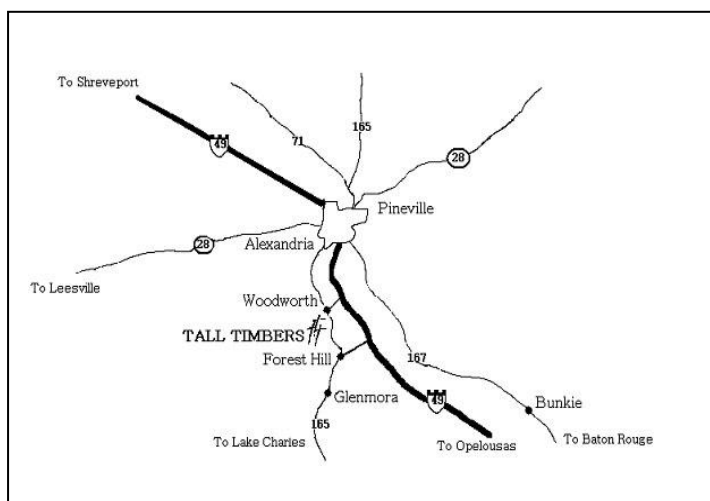 To Shreveport
49
71
165
28
Pineville
28
Alexandria
To Leesville
Woodworth
TALL TIMBERS
Forest Hill
167
Glenmora
49
Bunkie
165
To Lake Charles
To Opelousas
To Baton Rouge